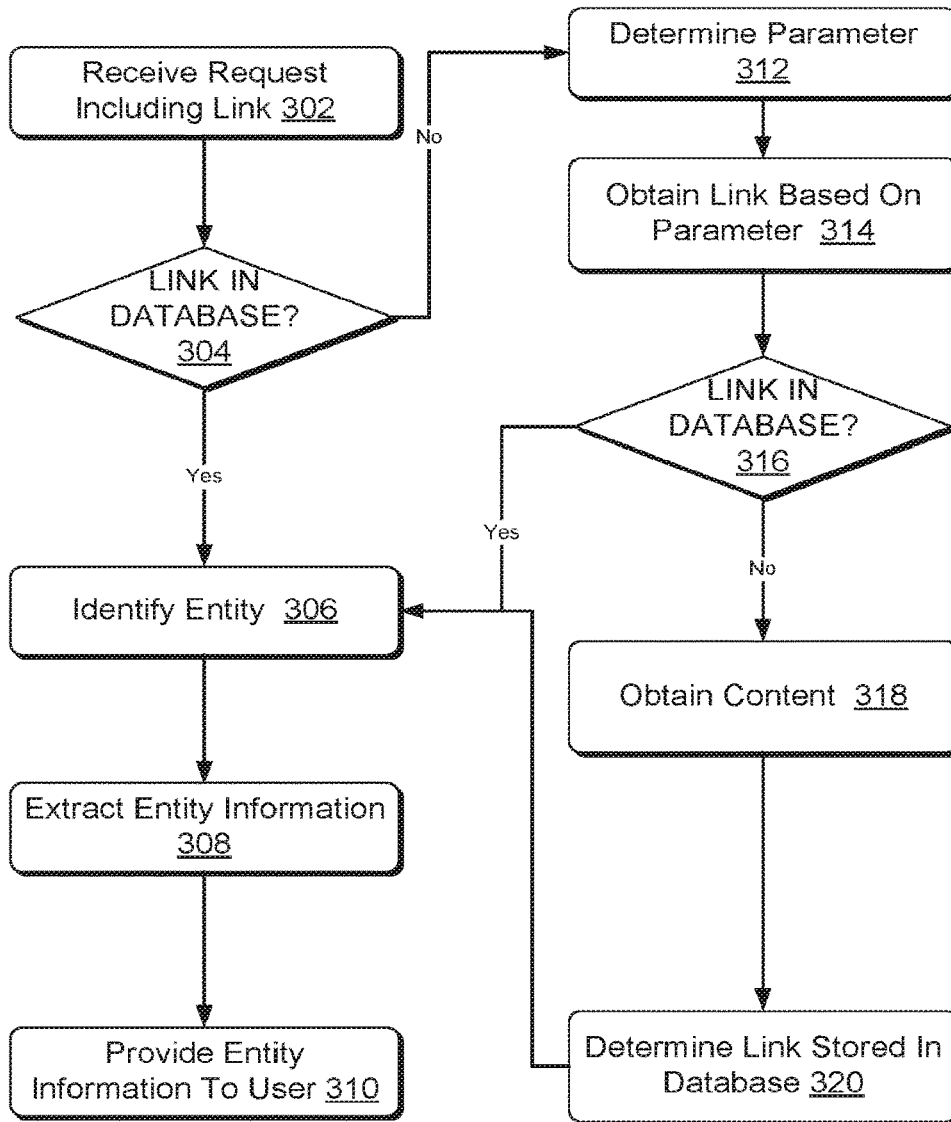 Receive Request
Including Link 302
LINK IN
DATABASE?
304
Yes
No
Identify Entity 306
Extract Entity Information
308
Provide Entity
Information To User 310
Determine Parameter
312
Obtain Link Based On
Parameter 314
LINK IN
DATABASE?
316
Yes
No
Obtain Content 318
Determine Link Stored In
Database 320